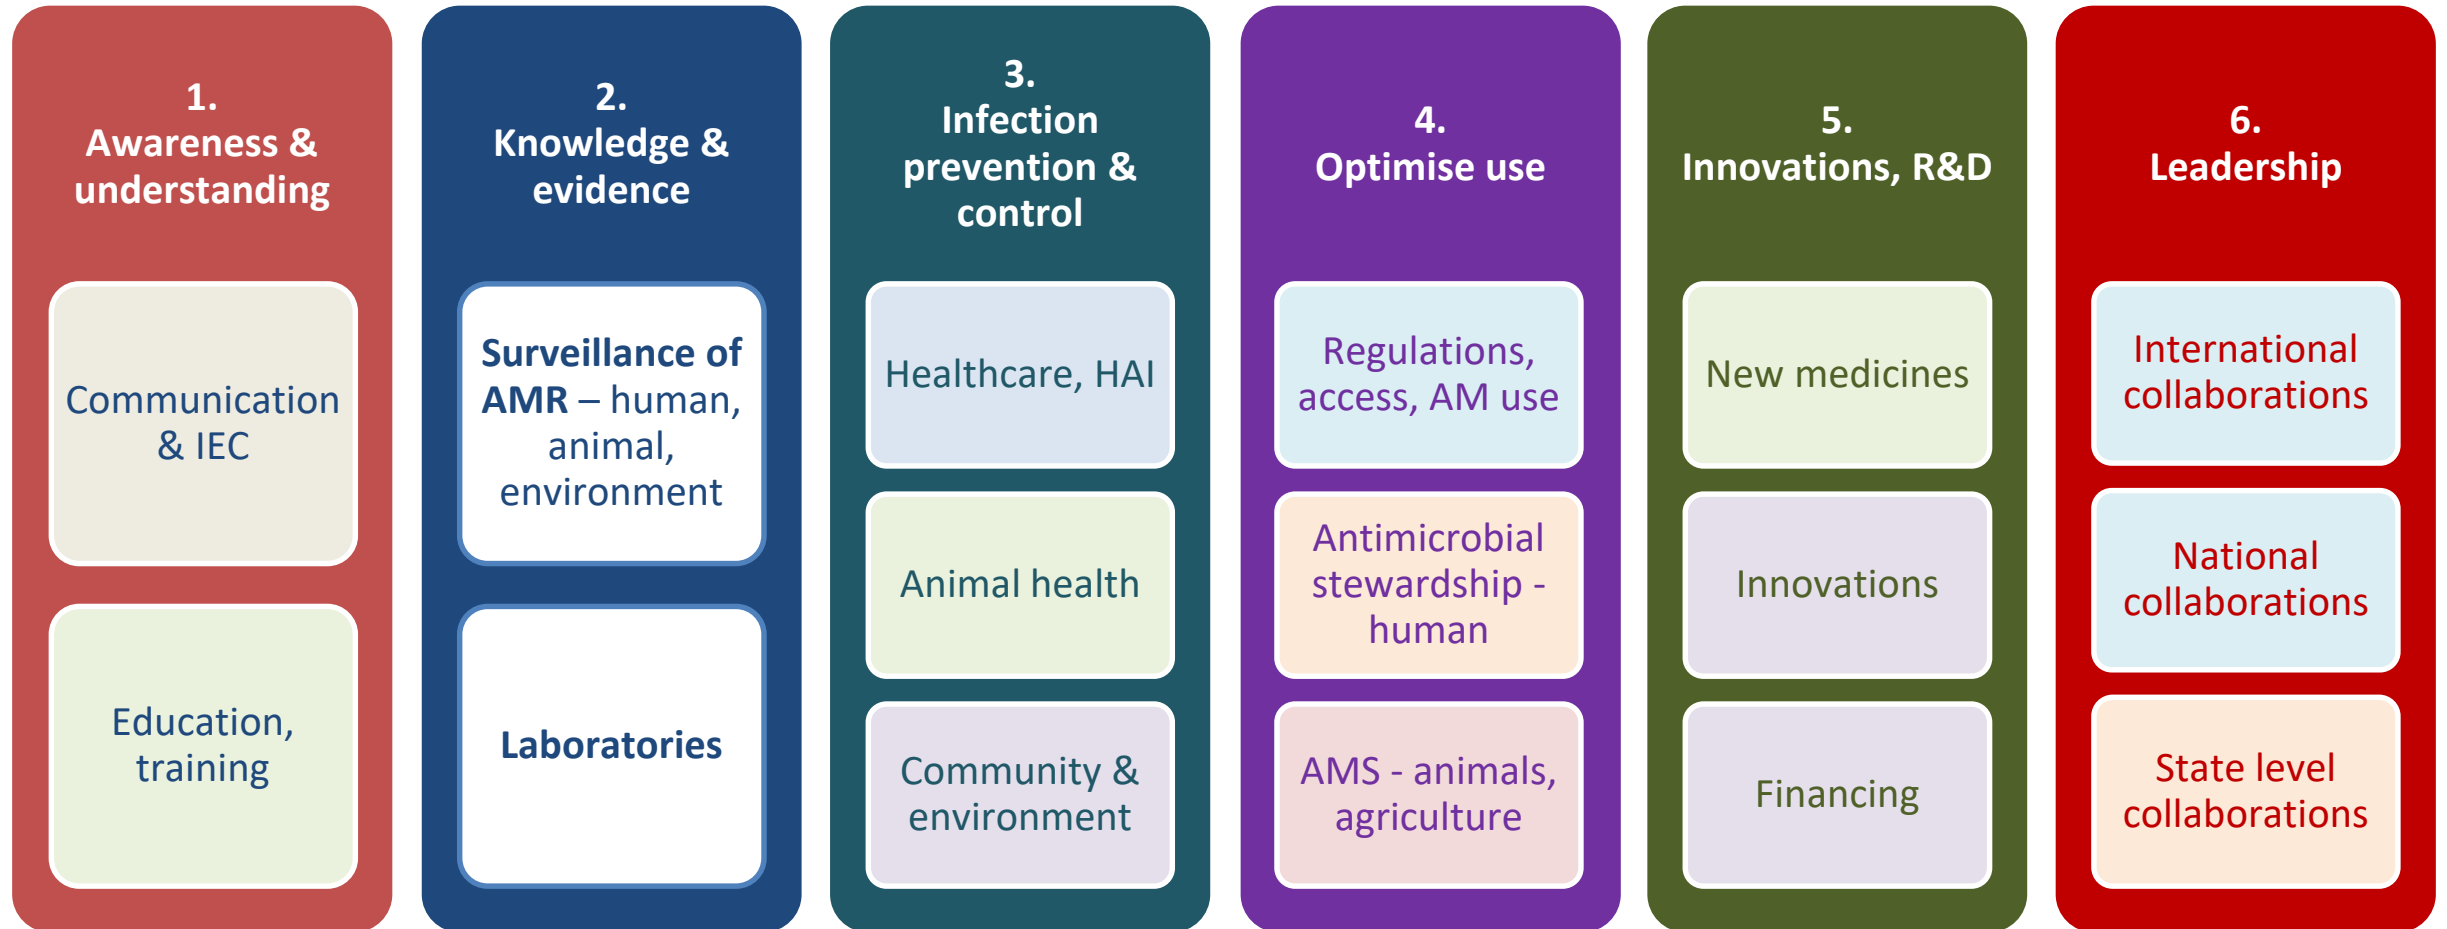 1.
Awareness &
understanding
Communication
& IEC
Education,
training
2.
Knowledge &
evidence
Surveillance of
AMR – human,
animal,
environment
Laboratories
3.
Infection
prevention &
control
Healthcare, HAI
Animal health
Community &
environment
4.
Optimise use
Regulations,
access, AM use
Antimicrobial
stewardship -
human
AMS - animals,
agriculture
5.
Innovations, R&D
New medicines
Innovations
Financing
6.
Leadership
International
collaborations
National
collaborations
State level
collaborations